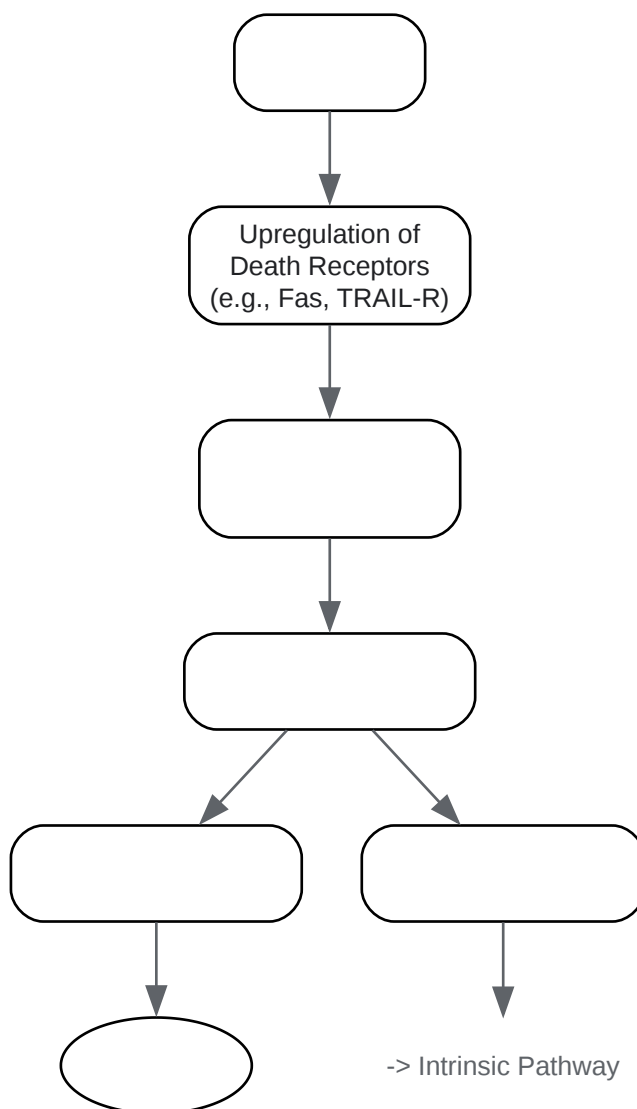 Upregulation of
Death Receptors
(e.g., Fas, TRAIL-R)
-> Intrinsic Pathway